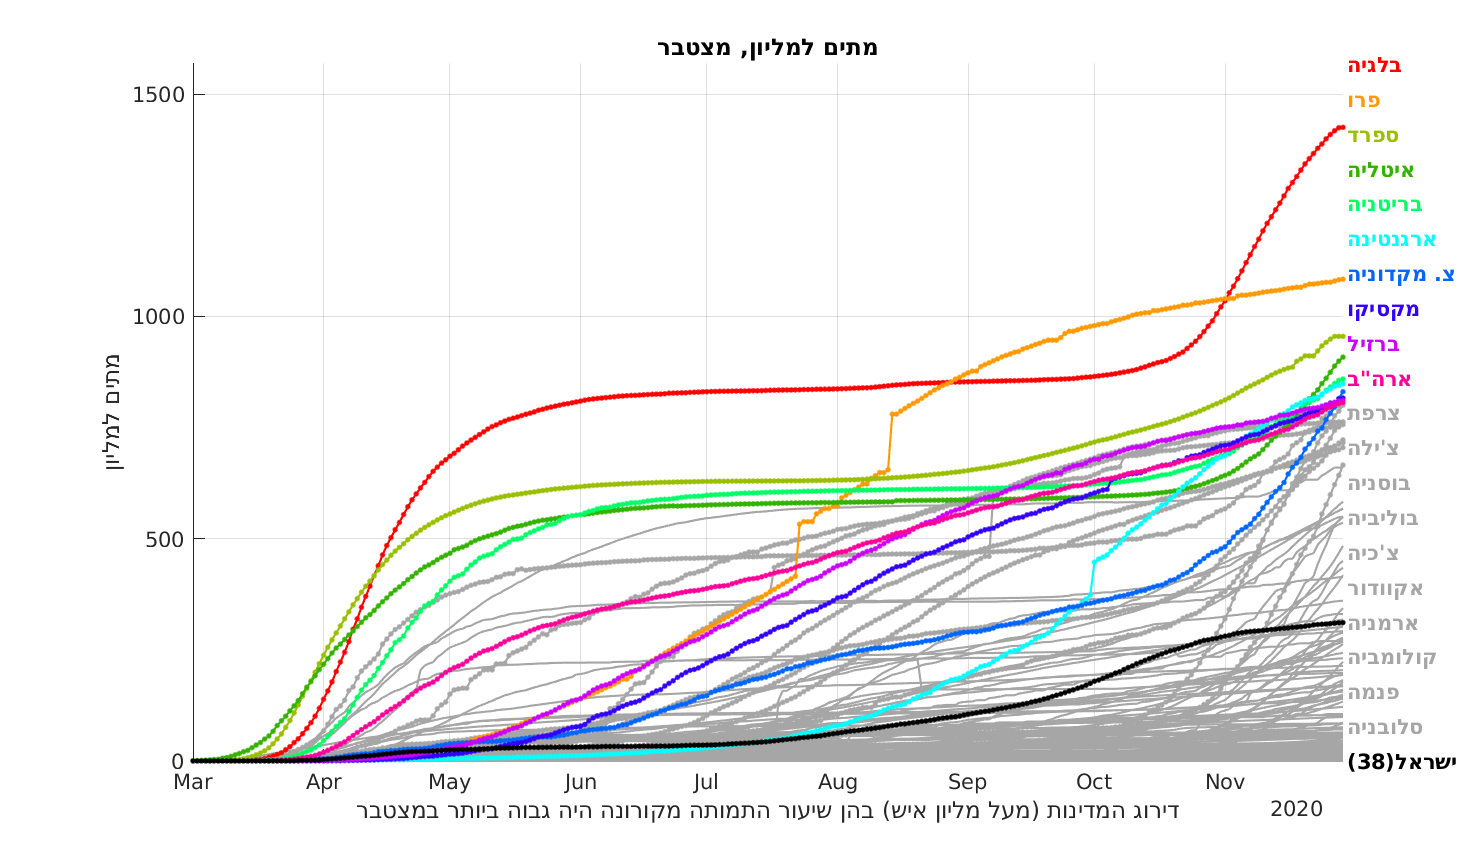 מתים למליון, מצטבר
מתים למליון
1500
1000
500
0
Mar Apr May Jun Jul Aug Sep Oct Nov
2020
דירוג המדינות (מעל מליון איש) בהן שיעור התמותה מקורונה היה גבוה ביותר במצטבר
בלגיה
פרו
ספרד
איטליה
בריטניה
ארגנטינה
צ. מקדוניה
מקסיקו
ברזיל
ארה"ב
צרפת
צ'ילה
בוסניה
בוליביה
צ'כיה
אקוודור
ארמניה
קולומביה
פנמה
סלובניה
ישראל(38)